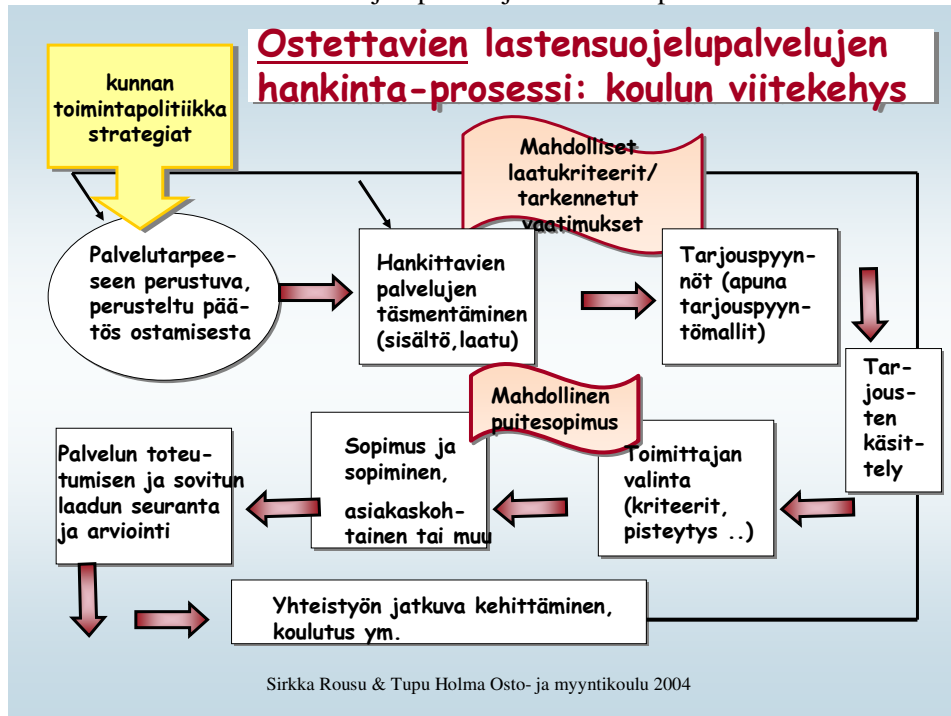 Ostettavien lastensuojelupalvelujen
hankinta-prosessi: koulun viitekehys
kunnan
toimintapolitiikka
strategiat
Mahdolliset
laatukriteerit/
tarkennetut
vaatimukset
Palvelutarpee-
seen perustuva,
perusteltu pää-
tös ostamisesta
Hankittavien
palvelujen
täsmentäminen
(sisältö,laatu)
Tarjouspyyn-
nöt (apuna
tarjouspyyn-
tömallit)
Tar-
jous-
ten
käsit-
tely
Mahdollinen
puitesopimus
Toimittajan
valinta
(kriteerit,
pisteytys ..)
Sopimus ja
sopiminen,
asiakaskoh-
tainen tai muu
Palvelun toteu-
tumisen ja sovitun
laadun seuranta
ja arviointi
Yhteistyön jatkuva kehittäminen,
koulutus ym.
Sirkka Rousu & Tupu Holma Osto- ja myyntikoulu 2004